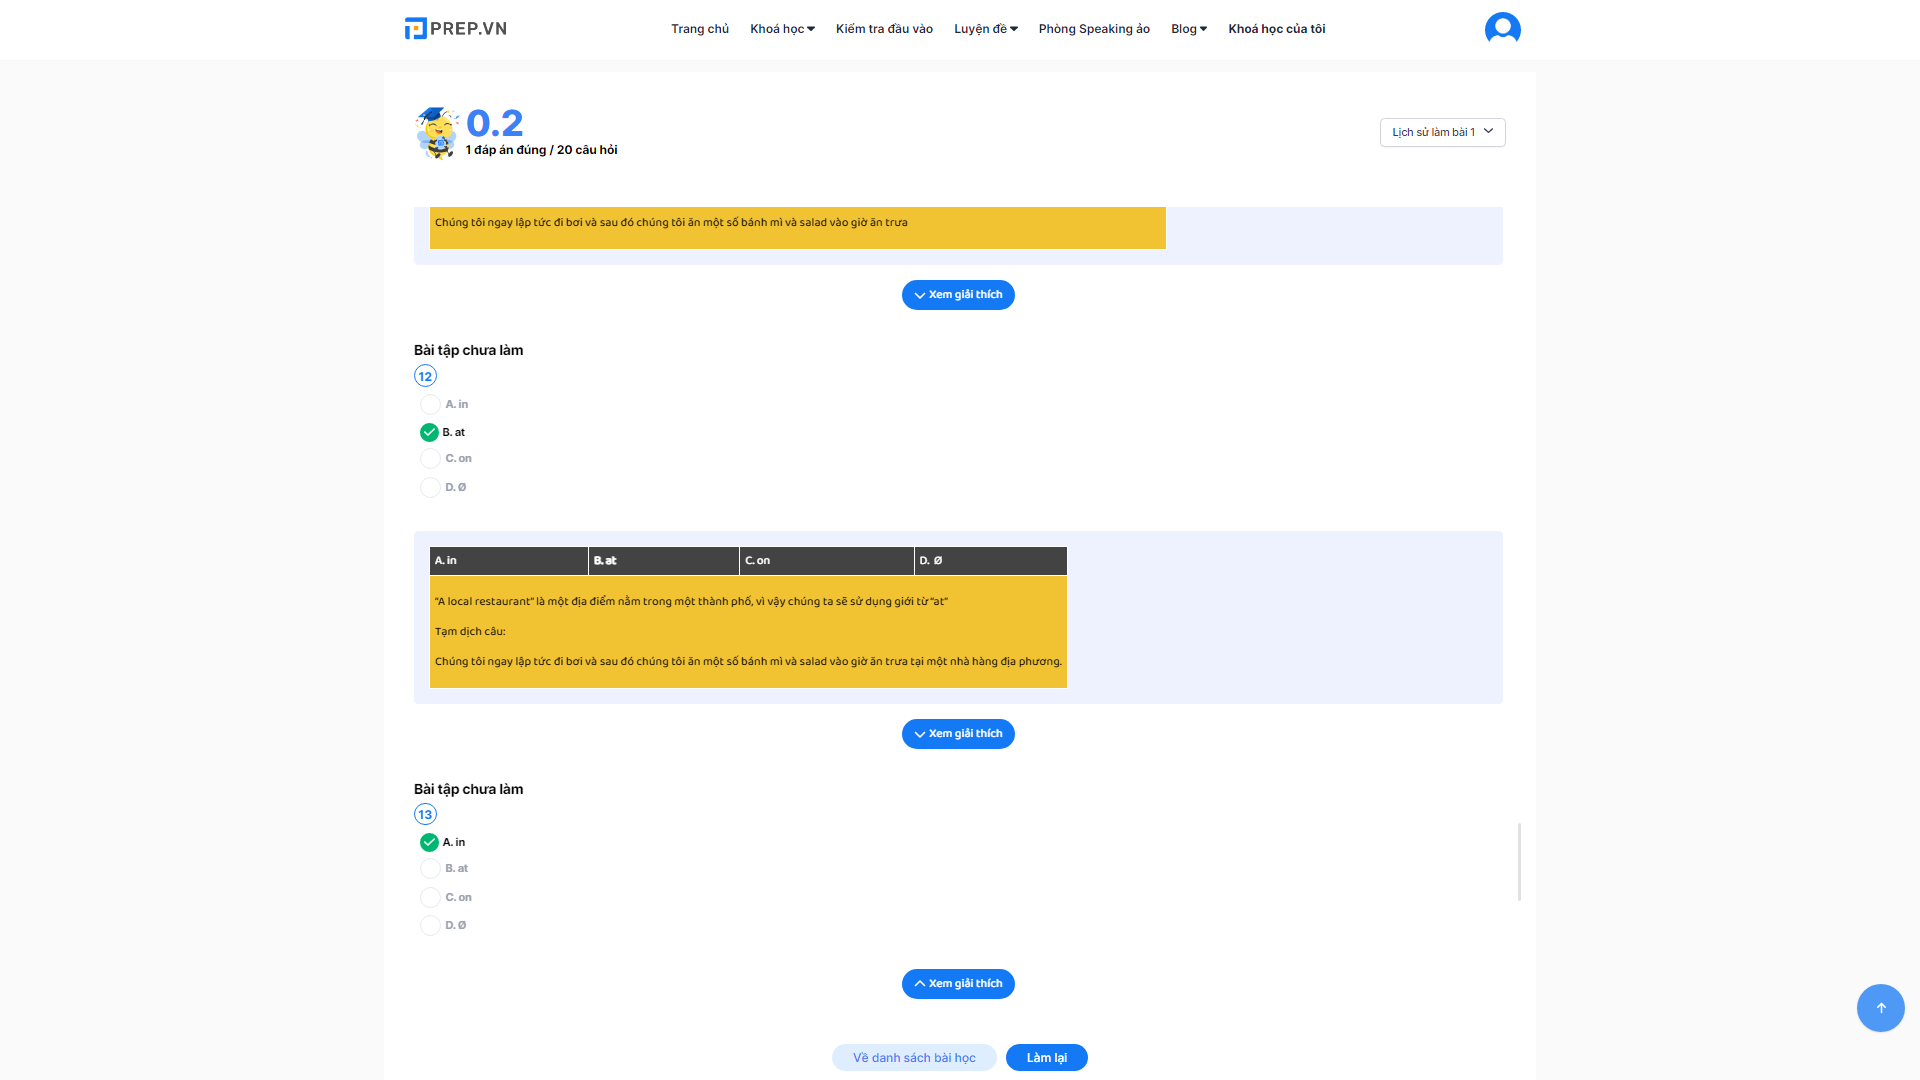 PREP.VN
Trang chủ Khoá học Kiểm tra đầu vào Luyện đề Phòng Speaking ảo Blog Khoá học của tôi
0.2
1 đáp án đúng / 20 câu hỏi
Lịch sử làm bài 1
Chúng tôi ngay lập tức đi bơi và sau đó chúng tôi ăn một số bánh mì và salad vào giờ ăn trưa
Xem giải thích
Bài tập chưa làm
12
A. in
B. at
C. on
D. Ø
A. in B. at C. on D. Ø
“A local restaurant” là một địa điểm nằm trong một thành phố, vì vậy chúng ta sẽ sử dụng giới từ “at”
Tạm dịch câu:
Chúng tôi ngay lập tức đi bơi và sau đó chúng tôi ăn một số bánh mì và salad vào giờ ăn trưa tại một nhà hàng địa phương.
Xem giải thích
Bài tập chưa làm
13
A. in
B. at
C. on
D. Ø
Xem giải thích
Về danh sách bài học Làm lại